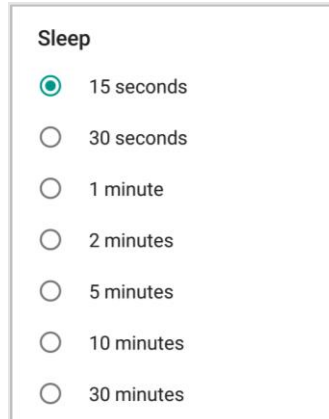 Sleep
15 seconds
30 seconds
1 minute
2 minutes
5 minutes
10 minutes
30 minutes